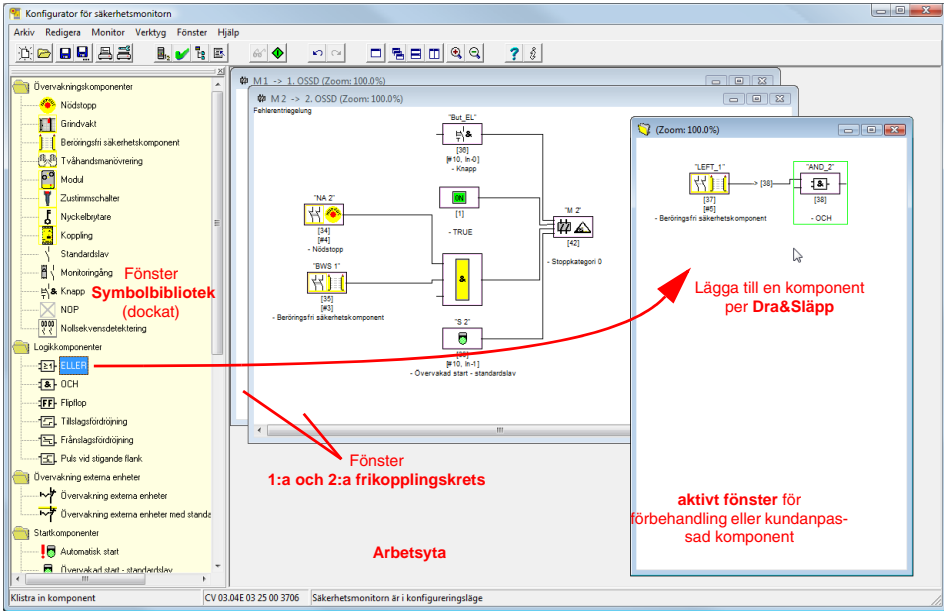 Konfigurator för säkerhetsmonitorn
Arkiv Redigera Monitor Verktyg Fönster Hjälp
Övervakningskomponenter
Nödstopp
Grindvakt
Beröringsfri säkerhetskomponent
Tvåhandsmanövrering
Modul
Zustimmschalter
Nyckelbrytare
Koppling
Standardslav
Monitoringång
Knapp
NOP
Nollsekvensdetektering
Logikkomponenter
ELLER
OCH
Flipflop
Tillslagsfördröjning
Frånslagsfördröjning
Puls vid stigande flank
Övervakning externa enheter
Övervakning externa enheter
Övervakning externa enheter med standa
Startkomponenter
Automatisk start
Övervakad start - standardslav
Fönster
Symbolbibliotek
(dockat)
M 1 -> 1. OSSD (Zoom: 100.0%)
M 2 -> 2. OSSD (Zoom: 100.0%)
Fehlerentriegelung
"But_EL"
[36]
[#10, In-0]
- Knapp
ON
[1]
- TRUE
"NA 2"
[34]
[#4]
- Nödstopp
"BWS 1"
[35]
[#3]
- Beröringsfri säkerhetskomponent
&
"M 2"
[42]
- Stoppkategori 0
"S 2"
[#10, In-1]
- Övervakad start - standardslav
(Zoom: 100.0%)
"LEFT_1"
[37]
[#5]
- Beröringsfri säkerhetskomponent
> [38]
"AND_2"
&
[38]
- OCH
Lägga till en komponent
per Dra&Släpp
Fönster
1:a och 2:a frikopplingskrets
aktivt fönster för
förbehandling eller kundanpas-
sad komponent
Arbetsyta
Klistra in komponent
CV 03.04E 03 25 00 3706
Säkerhetsmonitorn är i konfigureringsläge